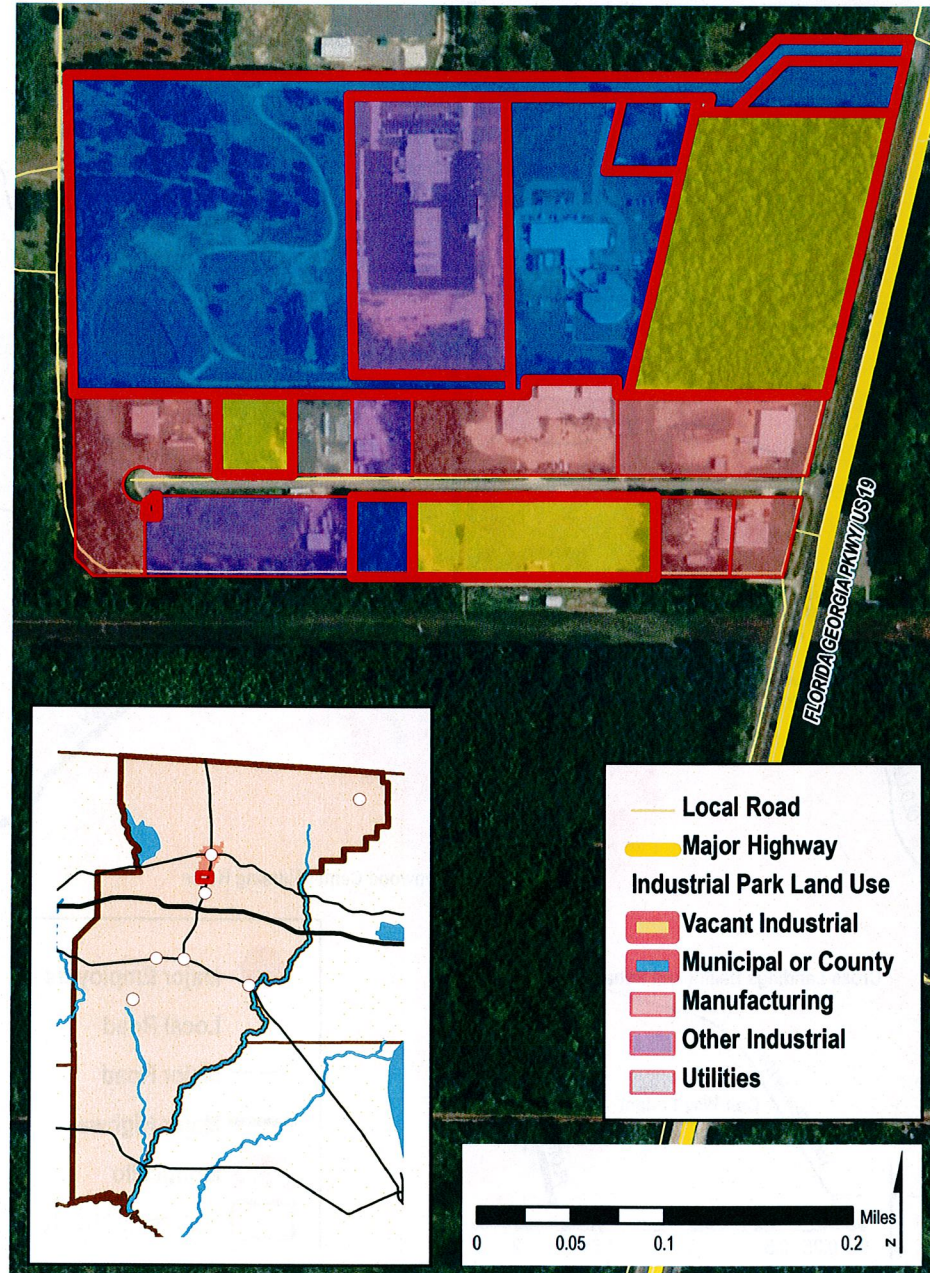 FLORIDA GEORGIA PKWY/US 19
Local Road
Major Highway
Industrial Park Land Use
Vacant Industrial
Municipal or County
Manufacturing
Other Industrial
Utilities
Miles
0 0.05 0.1 0.2
N